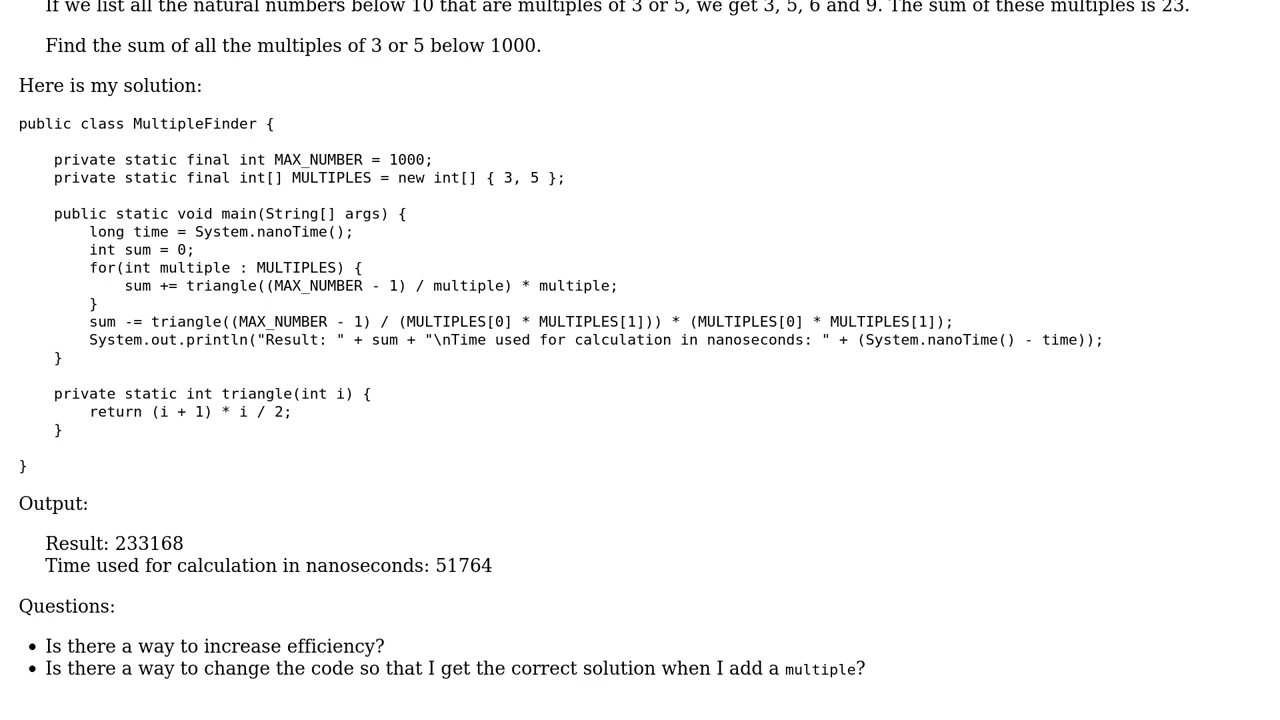 If we list all the natural numbers below 10 that are multiples of 3 or 5, we get 3, 5, 6 and 9. The sum of these multiples is 23.
Find the sum of all the multiples of 3 or 5 below 1000.
Here is my solution:
public class MultipleFinder {
    private static final int MAX_NUMBER = 1000;
    private static final int[] MULTIPLES = new int[] { 3, 5 };
    public static void main(String[] args) {
        long time = System.nanoTime();
        int sum = 0;
        for(int multiple : MULTIPLES) {
            sum += triangle((MAX_NUMBER - 1) / multiple) * multiple;
        }
        sum -= triangle((MAX_NUMBER - 1) / (MULTIPLES[0] * MULTIPLES[1])) * (MULTIPLES[0] * MULTIPLES[1]);
        System.out.println("Result: " + sum + "\nTime used for calculation in nanoseconds: " + (System.nanoTime() - time));
    }
    private static int triangle(int i) {
        return (i + 1) * i / 2;
    }
}
Output:
Result: 233168
Time used for calculation in nanoseconds: 51764
Questions:
• Is there a way to increase efficiency?
• Is there a way to change the code so that I get the correct solution when I add a multiple?